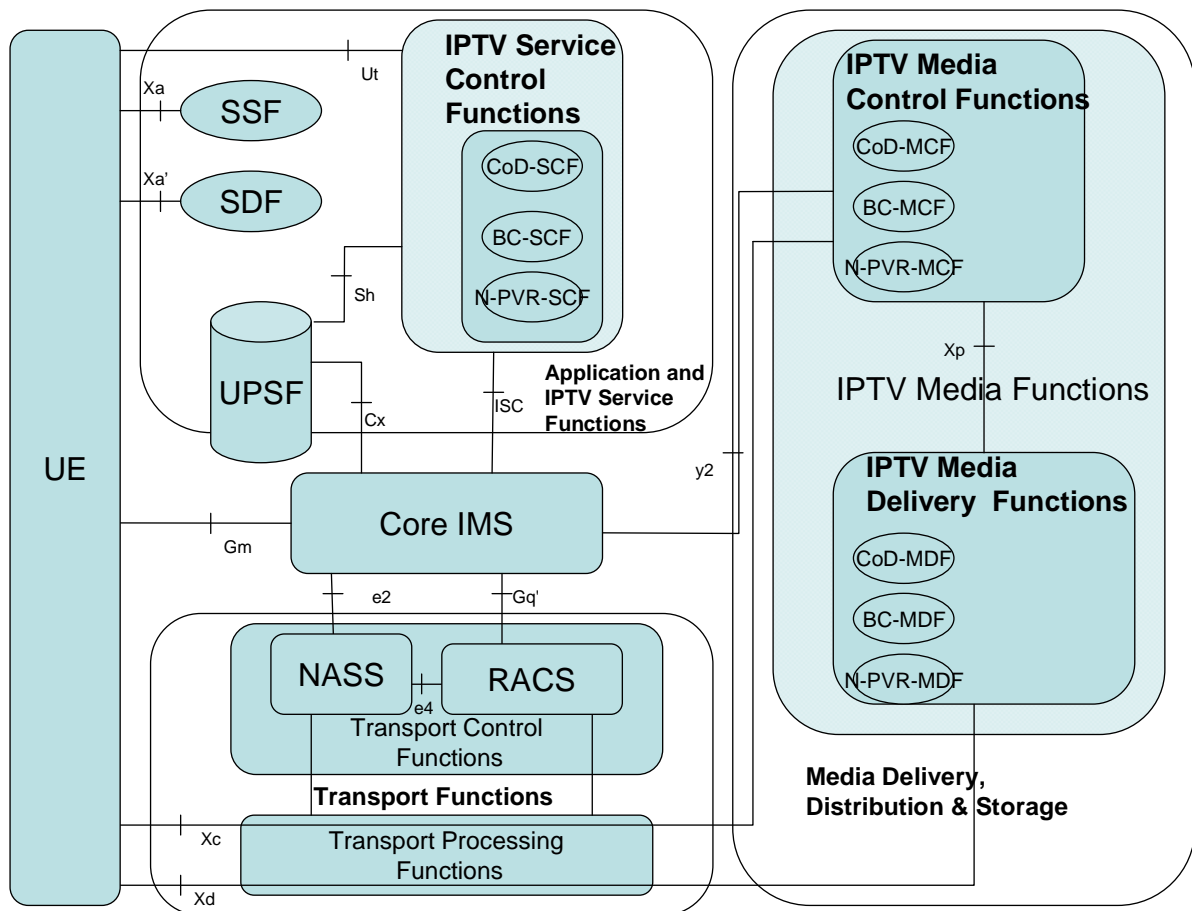 UE
Xa
Xa'
SSF
SDF
Ut
IPTV Service
Control
Functions
CoD-SCF
BC-SCF
N-PVR-SCF
Sh
UPSF
Cx
ISC
Application and
IPTV Service
Functions
Gm
Core IMS
y2
e2
Gq'
NASS
e4
RACS
Transport Control
Functions
Transport Functions
Transport Processing
Functions
Xc
Xd
IPTV Media
Control Functions
CoD-MCF
BC-MCF
N-PVR-MCF
Xp
IPTV Media Functions
IPTV Media
Delivery Functions
CoD-MDF
BC-MDF
N-PVR-MDF
Media Delivery,
Distribution & Storage